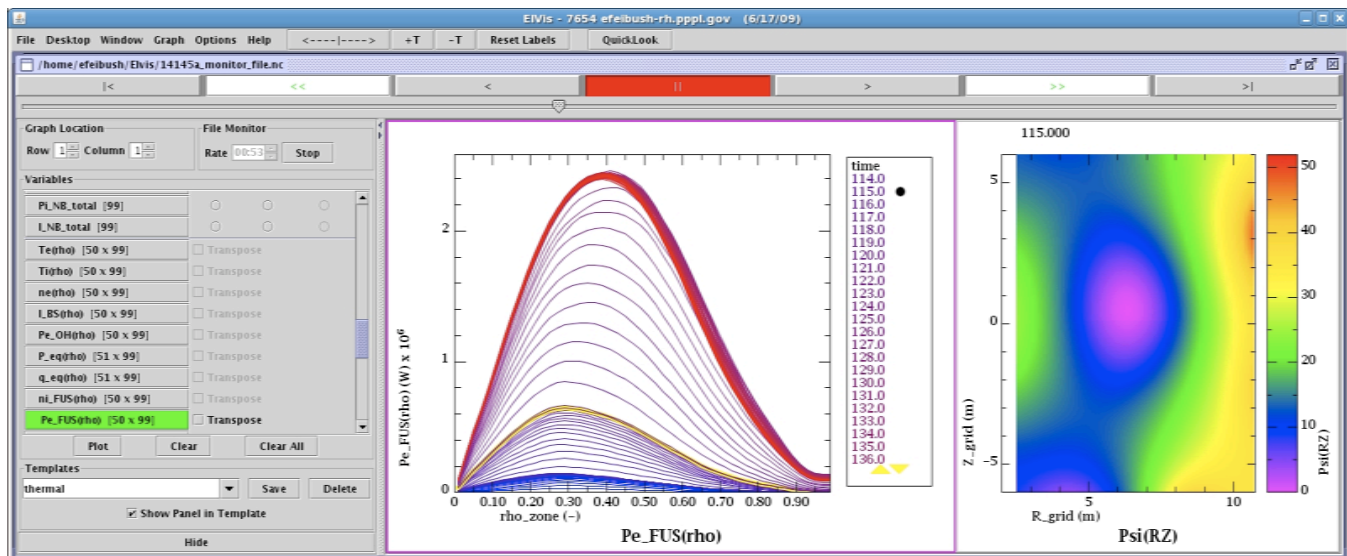 ElVis - 7654 efeibush-rh.pppl.gov (6/17/09)
File Desktop Window Graph Options Help <----|----> +T -T Reset Labels QuickLook
/home/efeibush/Elvis/14145a_monitor_file.nc
|< << < || > >> >|
Graph Location
Row 1 Column 1
File Monitor
Rate 00:53 Stop
Variables
Pi_NB_total [99]
I_NB_total [99]
Te(rho) [50 x 99] Transpose
Ti(rho) [50 x 99] Transpose
ne(rho) [50 x 99] Transpose
I_BS(rho) [50 x 99] Transpose
Pe_OH(rho) [50 x 99] Transpose
P_eq(rho) [51 x 99] Transpose
q_eq(rho) [51 x 99] Transpose
ni_FUS(rho) [50 x 99] Transpose
Pe_FUS(rho) [50 x 99] Transpose
Plot Clear Clear All
Templates
thermal Save Delete
Show Panel in Template
Hide
Pe_FUS(rho) (W) x 10⁶
2
1
0
0 0.10 0.20 0.30 0.40 0.50 0.60 0.70 0.80 0.90
rho_zone (-)
Pe_FUS(rho)
time
114.0
115.0
116.0
117.0
118.0
119.0
120.0
121.0
122.0
123.0
124.0
125.0
126.0
127.0
128.0
129.0
130.0
131.0
132.0
133.0
134.0
135.0
136.0
115.000
Z_grid (m)
5
0
-5
5 10
R_grid (m)
Psi(RZ)
50
40
30
20
10
0
Psi(RZ)